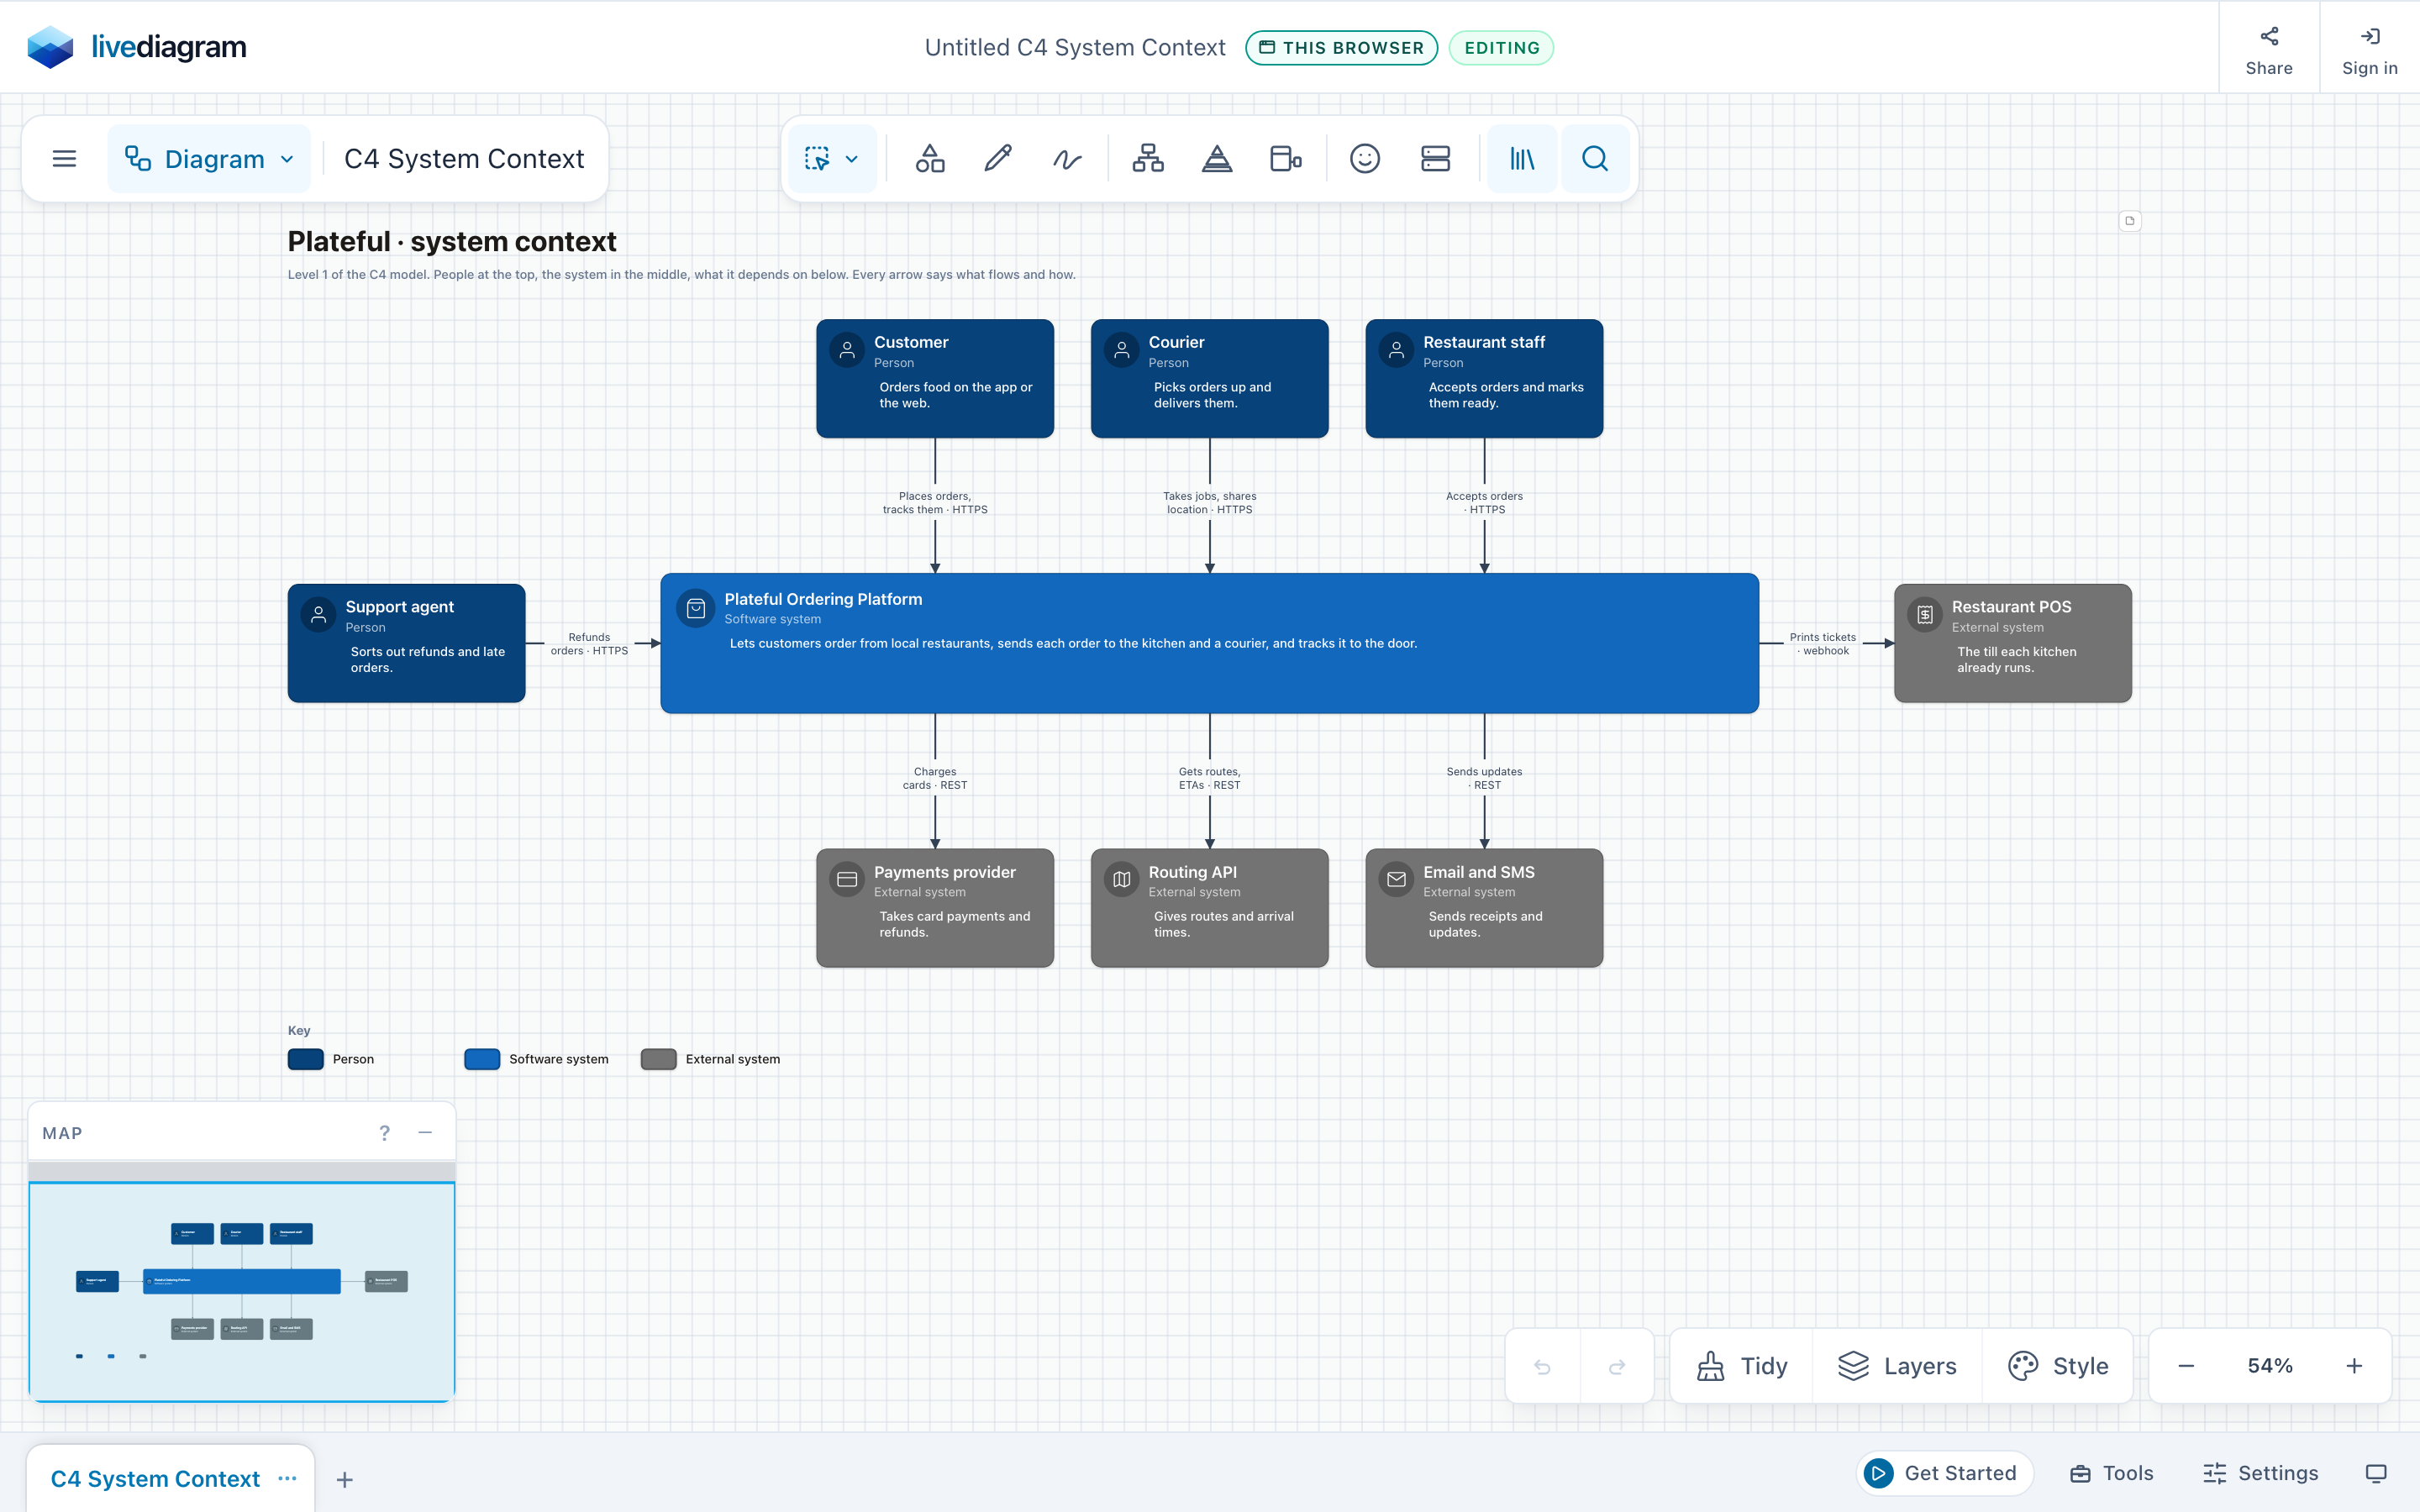 livediagram
Untitled C4 System Context
THIS BROWSER
EDITING
Share
Sign in
Diagram
C4 System Context
Plateful · system context
Level 1 of the C4 model. People at the top, the system in the middle, what it depends on below. Every arrow says what flows and how.
Customer
Person
Orders food on the app or
the web.
Courier
Person
Picks orders up and
delivers them.
Restaurant staff
Person
Accepts orders and marks
them ready.
Places orders,
tracks them · HTTPS
Takes jobs, shares
location · HTTPS
Accepts orders
· HTTPS
Support agent
Person
Sorts out refunds and late
orders.
Refunds
orders · HTTPS
Plateful Ordering Platform
Software system
Lets customers order from local restaurants, sends each order to the kitchen and a courier, and tracks it to the door.
Prints tickets
· webhook
Restaurant POS
External system
The till each kitchen
already runs.
Charges
cards · REST
Gets routes,
ETAs · REST
Sends updates
· REST
Payments provider
External system
Takes card payments and
refunds.
Routing API
External system
Gives routes and arrival
times.
Email and SMS
External system
Sends receipts and
updates.
Key
Person
Software system
External system
MAP
?
Tidy
Layers
Style
54%
C4 System Context
Get Started
Tools
Settings